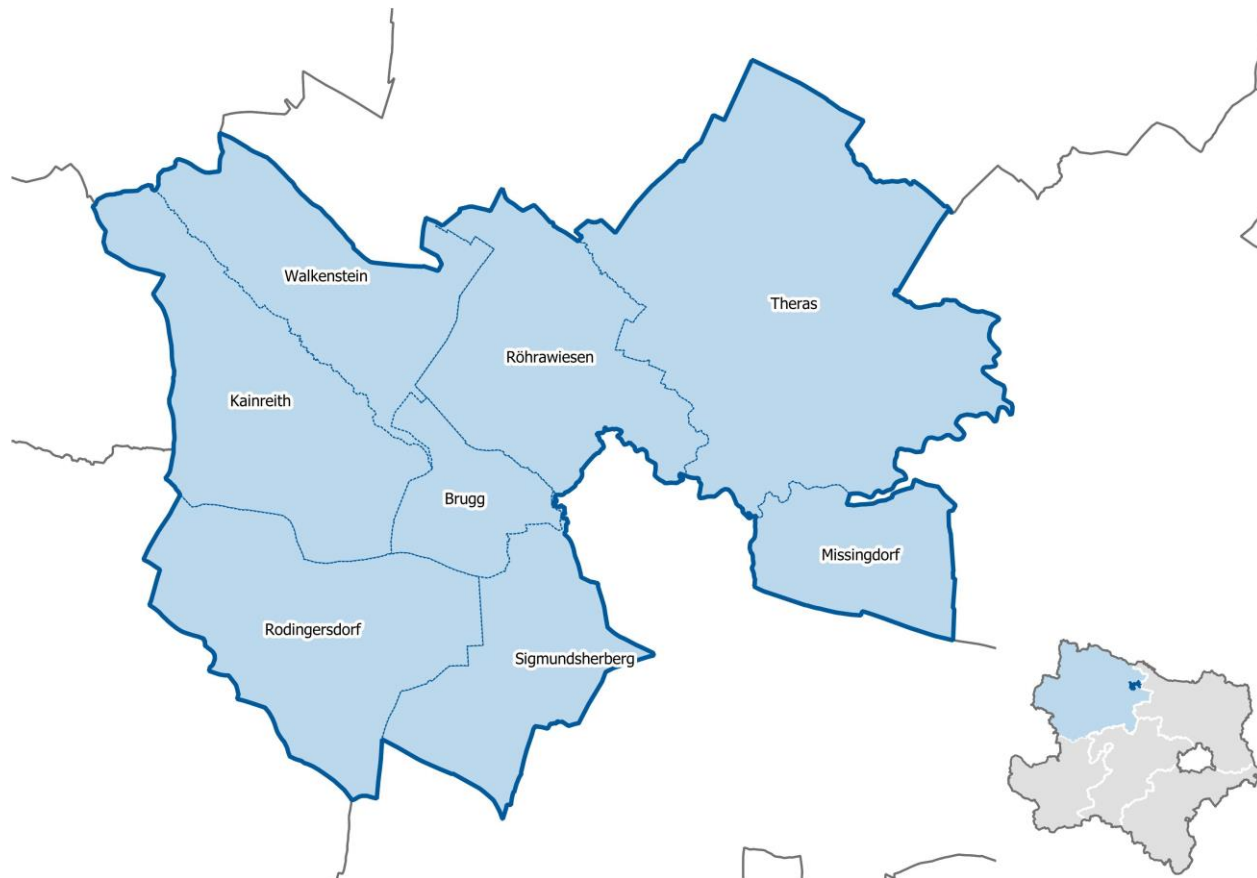 Walkenstein
Theras
Röhrawiesen
Kainreith
Brugg
Missingdorf
Rodingersdorf
Sigmundsherberg